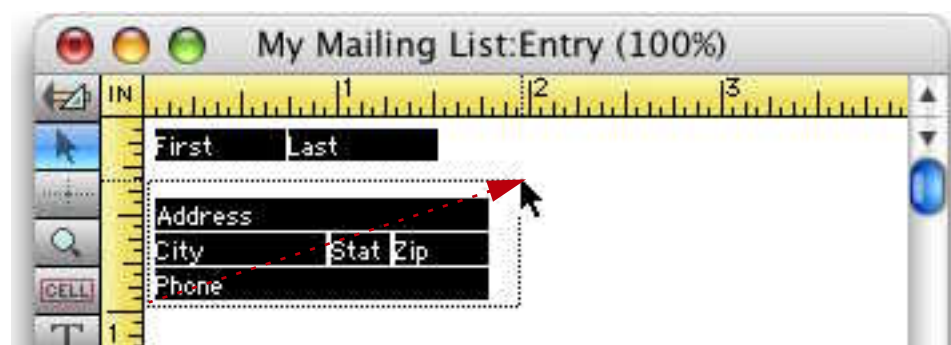 My Mailing List:Entry (100%)
IN 1 2 3
First Last
Address
City Stat Zip
Phone
CELL
T 1